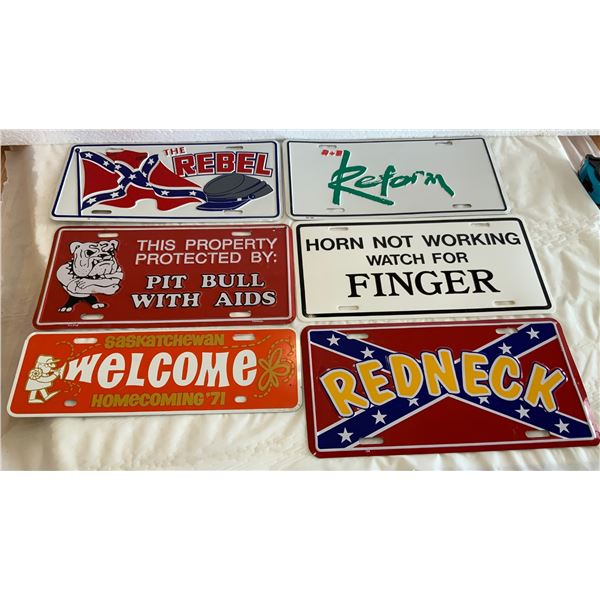 THE
REBEL
Reform
THIS PROPERTY
PROTECTED BY:
PIT BULL
WITH AIDS
HORN NOT WORKING
WATCH FOR
FINGER
SASKATCHEWAN
WELCOME
HOMECOMING '71
REDNECK